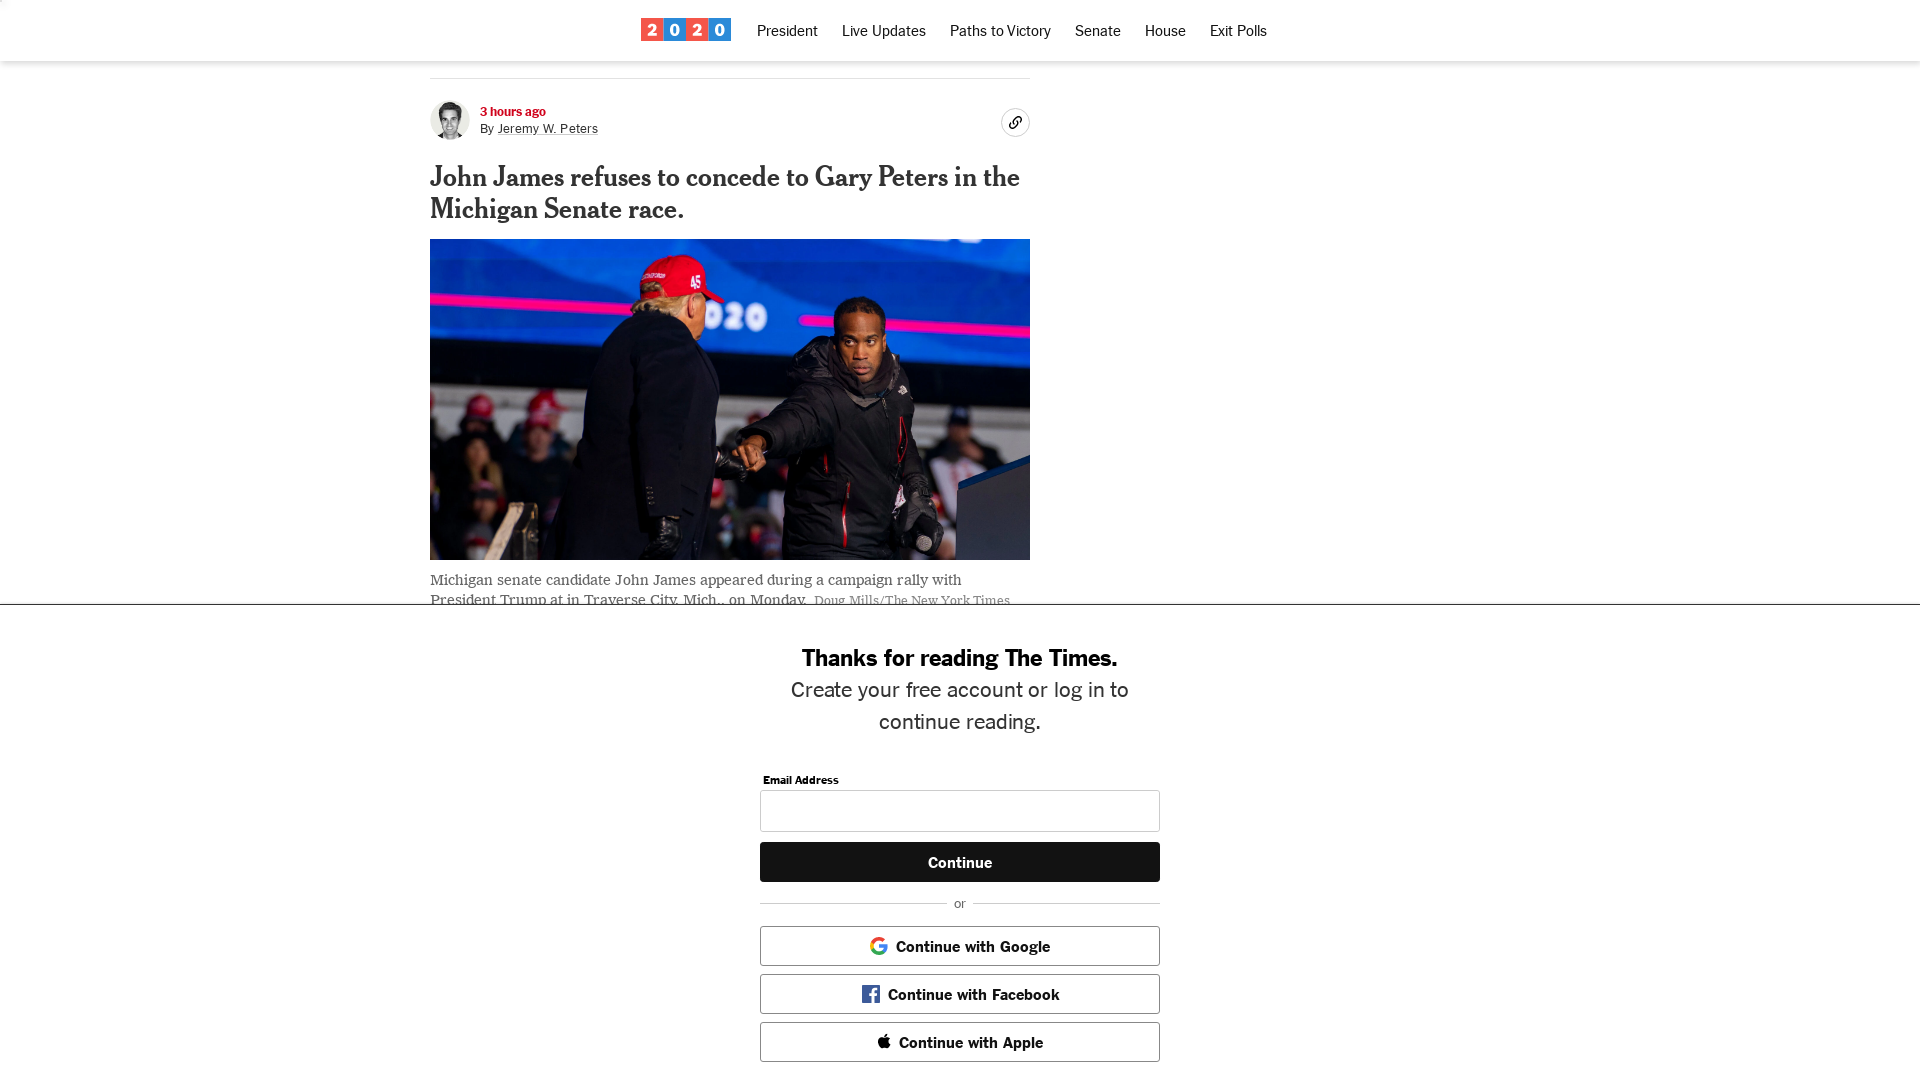 2020
President
Live Updates
Paths to Victory
Senate
House
Exit Polls
3 hours ago
By Jeremy W. Peters
John James refuses to concede to Gary Peters in the
Michigan Senate race.
45
2020
Michigan senate candidate John James appeared during a campaign rally with
President Trump at in Traverse City, Mich., on Monday. Doug Mills/The New York Times
Thanks for reading The Times.
Create your free account or log in to
continue reading.
Email Address
Continue
or
Continue with Google
Continue with Facebook
Continue with Apple